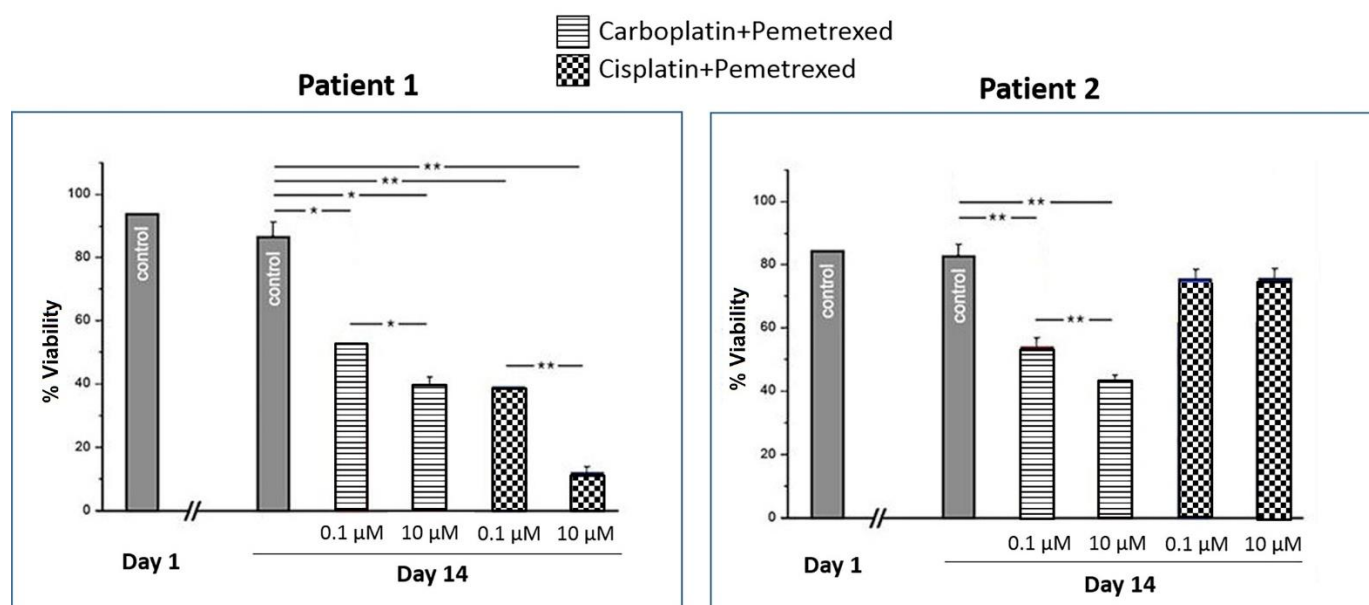 Carboplatin+Pemetrexed
Cisplatin+Pemetrexed
Patient 1
% Viability
100
80
60
40
20
0
control
control
**
**
*
*
*
**
0.1 µM
10 µM
0.1 µM
10 µM
Day 1
Day 14
Patient 2
% Viability
100
80
60
40
20
0
control
control
**
**
**
0.1 µM
10 µM
0.1 µM
10 µM
Day 1
Day 14